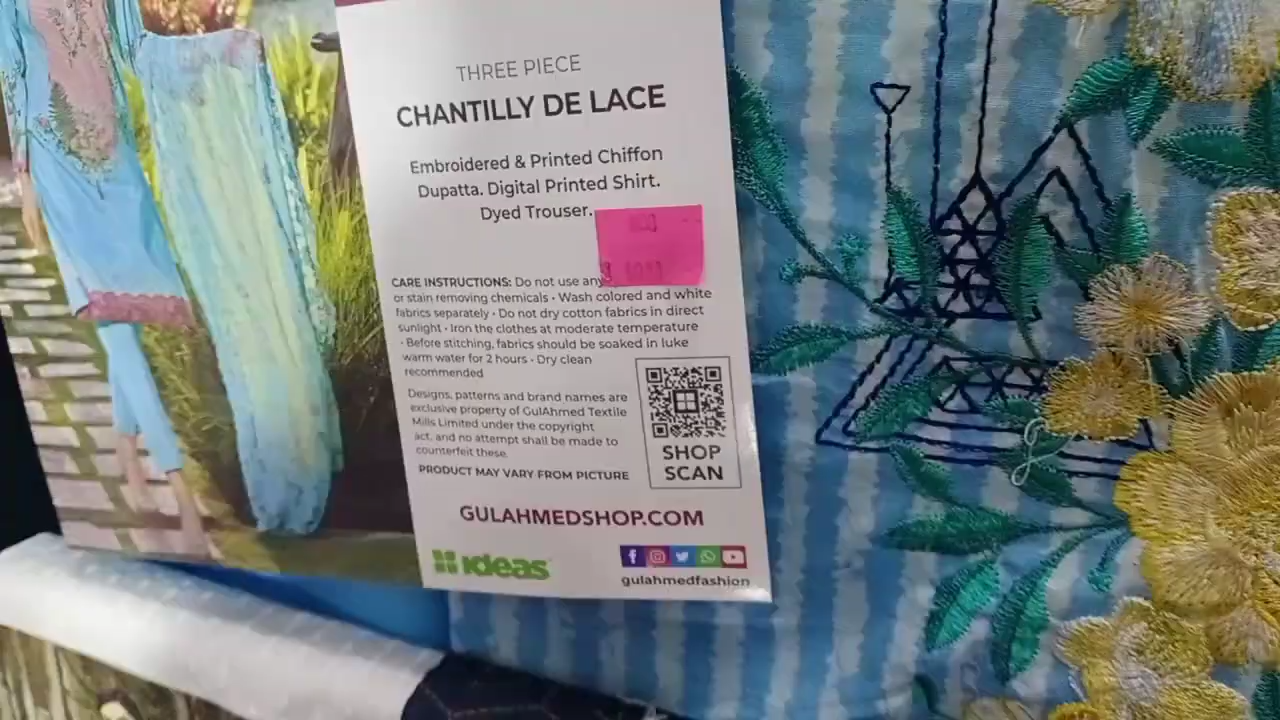 THREE PIECE
CHANTILLY DE LACE
Embroidered & Printed Chiffon
Dupatta. Digital Printed Shirt.
Dyed Trouser.
CARE INSTRUCTIONS: Do not use any
or stain removing chemicals • Wash colored and white
fabrics separately • Do not dry cotton fabrics in direct
sunlight • Iron the clothes at moderate temperature
• Before stitching, fabrics should be soaked in luke
warm water for 2 hours • Dry clean
recommended
Designs, patterns and brand names are
exclusive property of GulAhmed Textile
Mills Limited under the copyright
act, and no attempt shall be made to
counterfeit these.
PRODUCT MAY VARY FROM PICTURE
SHOP
SCAN
GULAHMEDSHOP.COM
ideas
gulahmedfashion